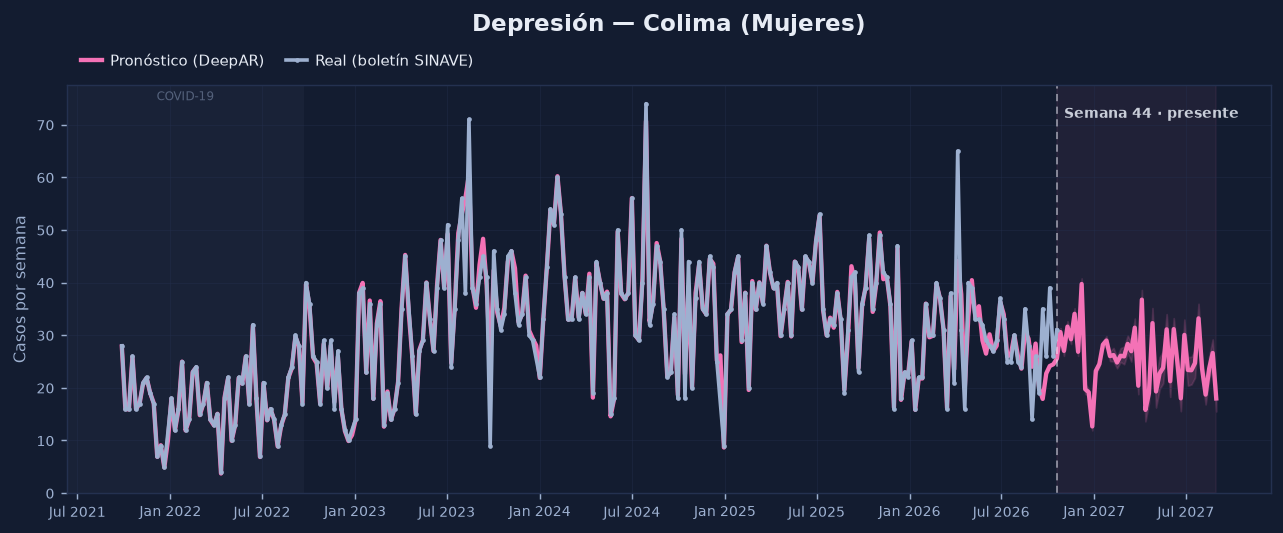 Depresión — Colima (Mujeres)
Pronóstico (DeepAR)
Real (boletín SINAVE)
COVID-19
Semana 44 · presente
Casos por semana
70
60
50
40
30
20
10
0
Jul 2021
Jan 2022
Jul 2022
Jan 2023
Jul 2023
Jan 2024
Jul 2024
Jan 2025
Jul 2025
Jan 2026
Jul 2026
Jan 2027
Jul 2027